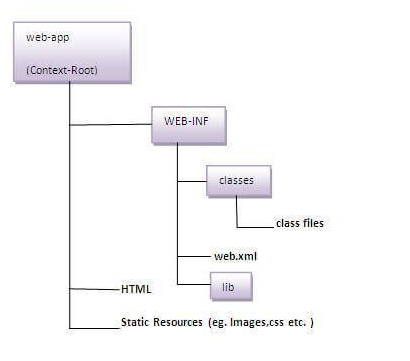 web-app
(Context-Root)
WEB-INF
classes
class files
web.xml
lib
HTML
Static Resources (eg. Images,css etc. )